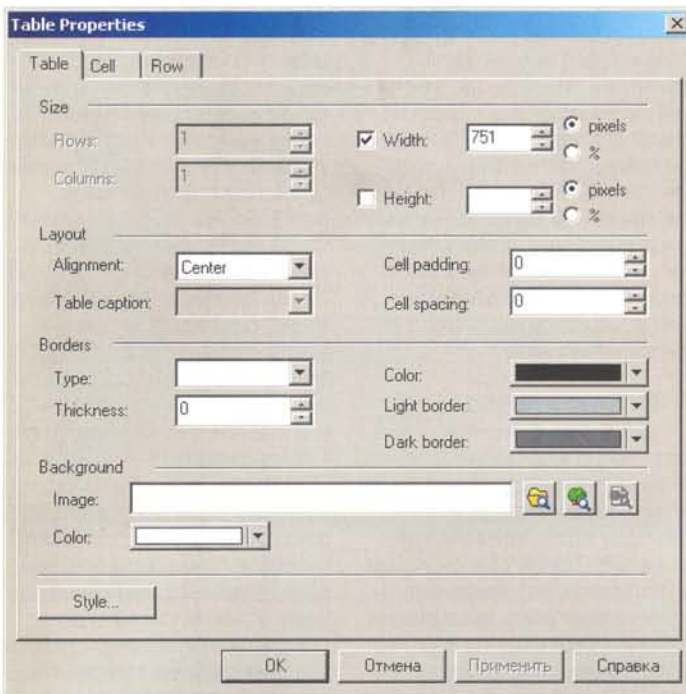 Table Properties
Table Cell Row
Size
Rows: 1
Columns: 1
Width: 751 pixels
%
Height: pixels
%
Layout
Alignment: Center
Table caption:
Cell padding: 0
Cell spacing: 0
Borders
Type:
Thickness: 0
Color:
Light border:
Dark border:
Background
Image:
Color:
Style...
OK Отмена Применить Справка